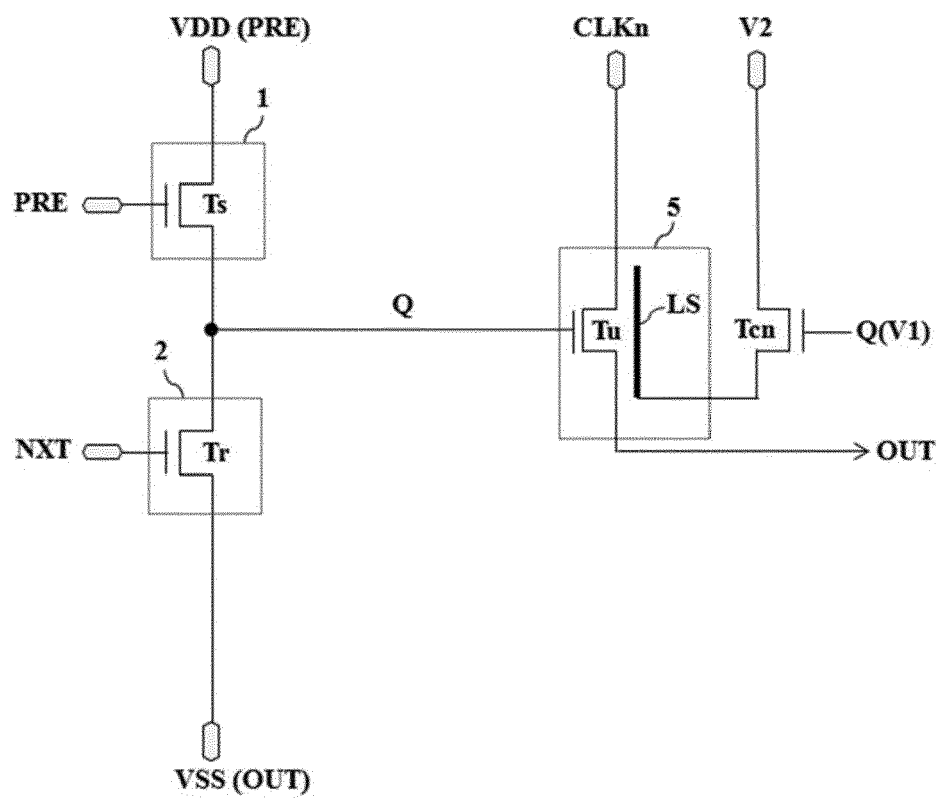 VDD (PRE)
CLKn
V2
1
PRE
Ts
5
Q
Tu
LS
Tcn
Q(V1)
2
NXT
Tr
OUT
VSS (OUT)